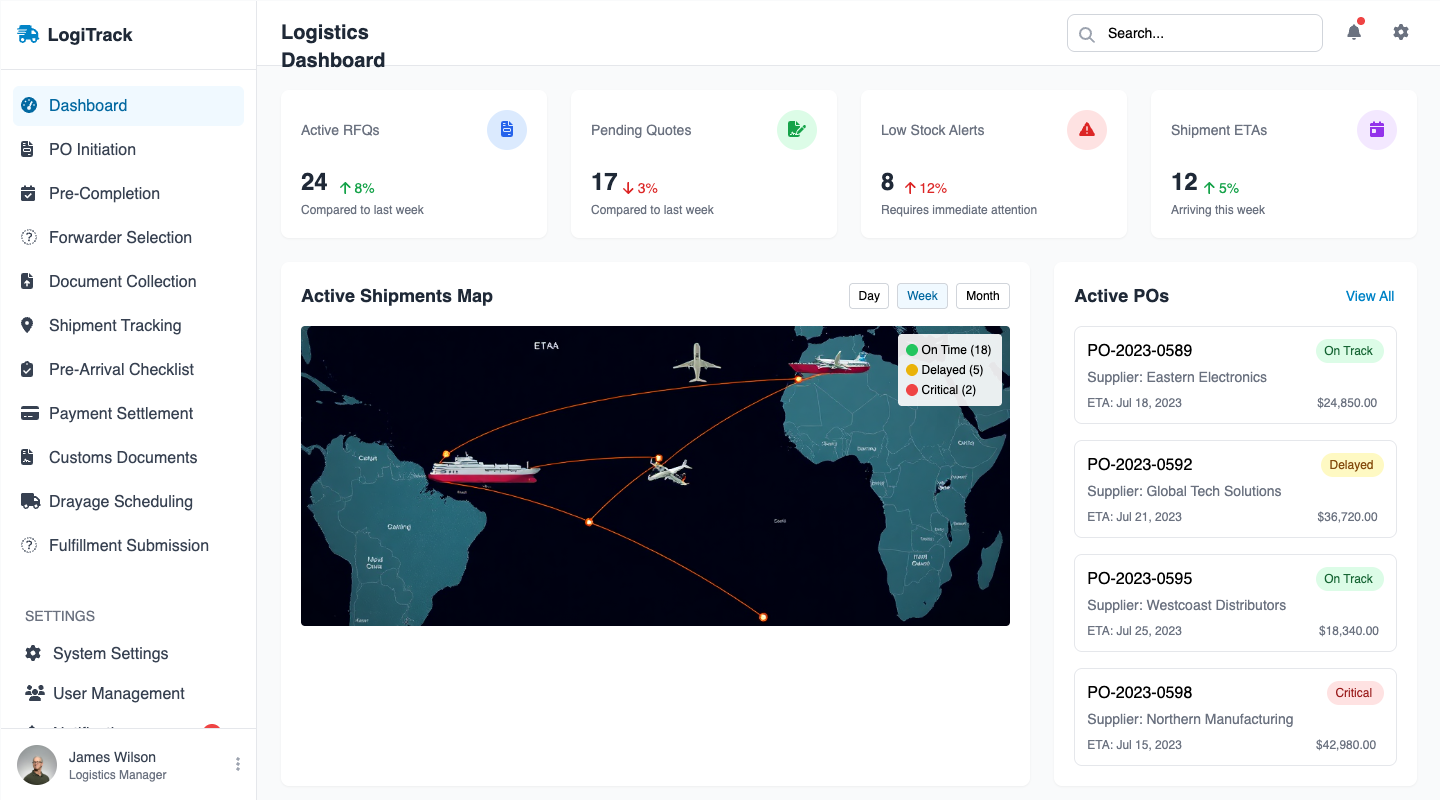 LogiTrack
Dashboard
PO Initiation
Pre-Completion
Forwarder Selection
Document Collection
Shipment Tracking
Pre-Arrival Checklist
Payment Settlement
Customs Documents
Drayage Scheduling
Fulfillment Submission
SETTINGS
System Settings
User Management
James Wilson
Logistics Manager
Logistics
Dashboard
Search...
Active RFQs
24
8%
Compared to last week
Pending Quotes
17
3%
Compared to last week
Low Stock Alerts
8
12%
Requires immediate attention
Shipment ETAs
12
5%
Arriving this week
Active Shipments Map
Day
Week
Month
ETAA
On Time (18)
Delayed (5)
Critical (2)
Active POs
View All
PO-2023-0589
On Track
Supplier: Eastern Electronics
ETA: Jul 18, 2023
$24,850.00
PO-2023-0592
Delayed
Supplier: Global Tech Solutions
ETA: Jul 21, 2023
$36,720.00
PO-2023-0595
On Track
Supplier: Westcoast Distributors
ETA: Jul 25, 2023
$18,340.00
PO-2023-0598
Critical
Supplier: Northern Manufacturing
ETA: Jul 15, 2023
$42,980.00